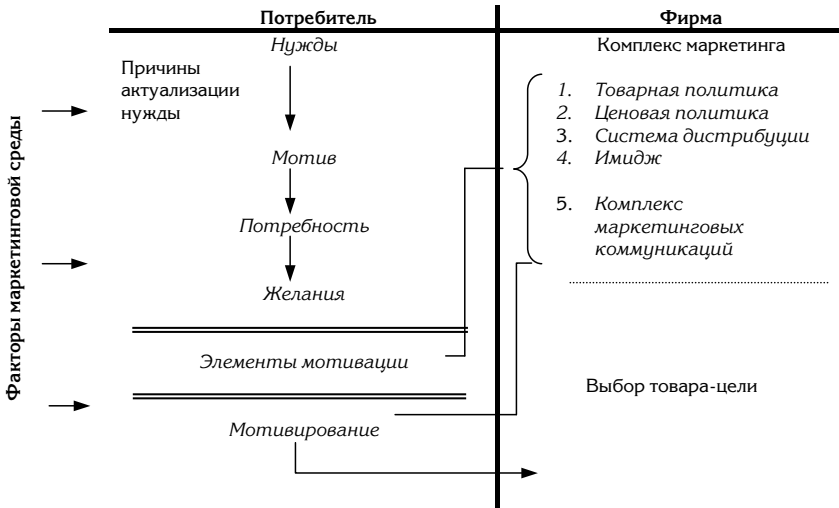 Потребитель
Фирма
Факторы маркетинговой среды
Нужды
Причины
актуализации
нужды
Мотив
Потребность
Желания
Элементы мотивации
Мотивирование
Комплекс маркетинга
1. Товарная политика
2. Ценовая политика
3. Система дистрибуции
4. Имидж
5. Комплекс
маркетинговых
коммуникаций
Выбор товара-цели